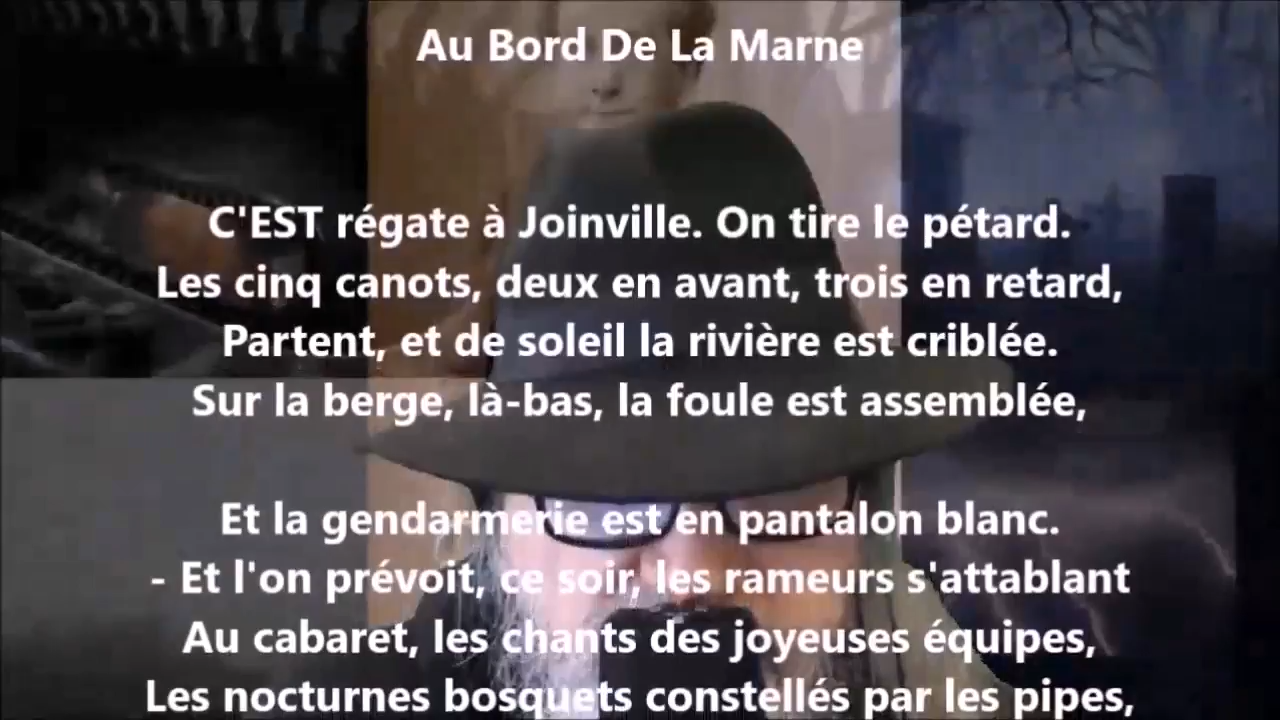 Au Bord De La Marne
C'EST régate à Joinville. On tire le pétard.
Les cinq canots, deux en avant, trois en retard,
Partent, et de soleil la rivière est criblée.
Sur la berge, là-bas, la foule est assemblée,
Et la gendarmerie est en pantalon blanc.
- Et l'on prévoit, ce soir, les rameurs s'attablant
Au cabaret, les chants des joyeuses équipes,
Les nocturnes bosquets constellés par les pipes,